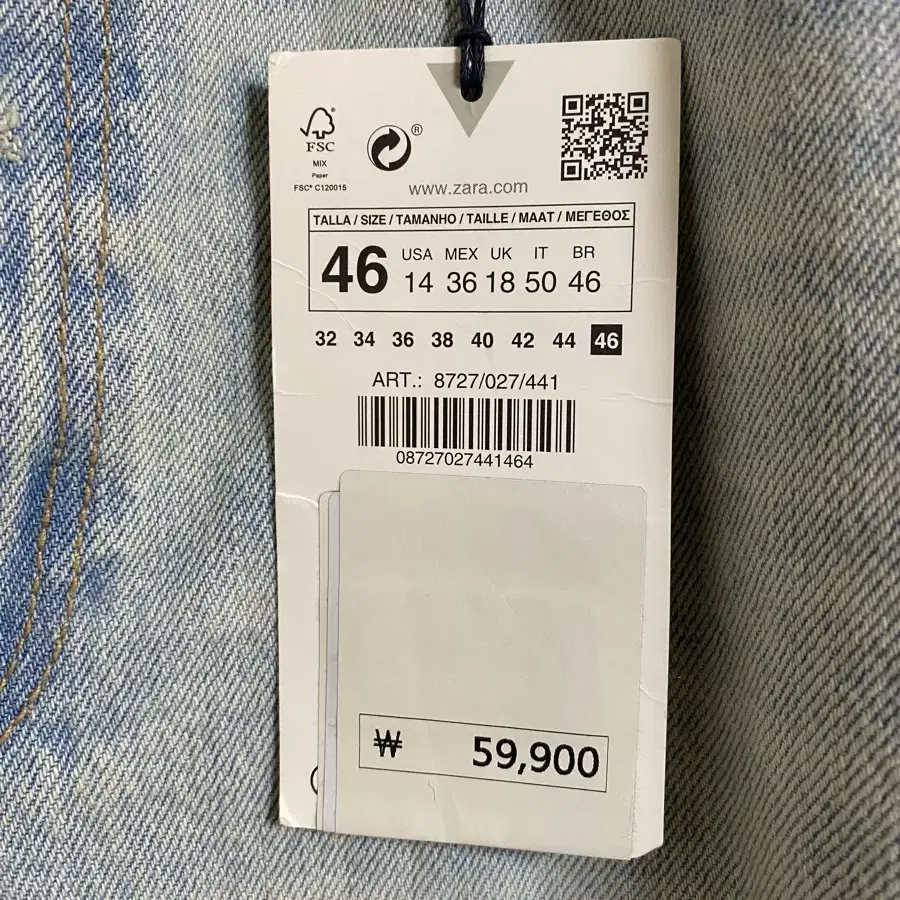 FSC
MIX
Paper
FSC® C120015
®
www.zara.com
TALLA / SIZE / TAMANHO / TAILLE / MAAT / ΜΕΓΕΘΟΣ
46
USA MEX UK IT BR
14 36 18 50 46
32 34 36 38 40 42 44 46
ART.: 8727/027/441
08727027441464
₩ 59,900